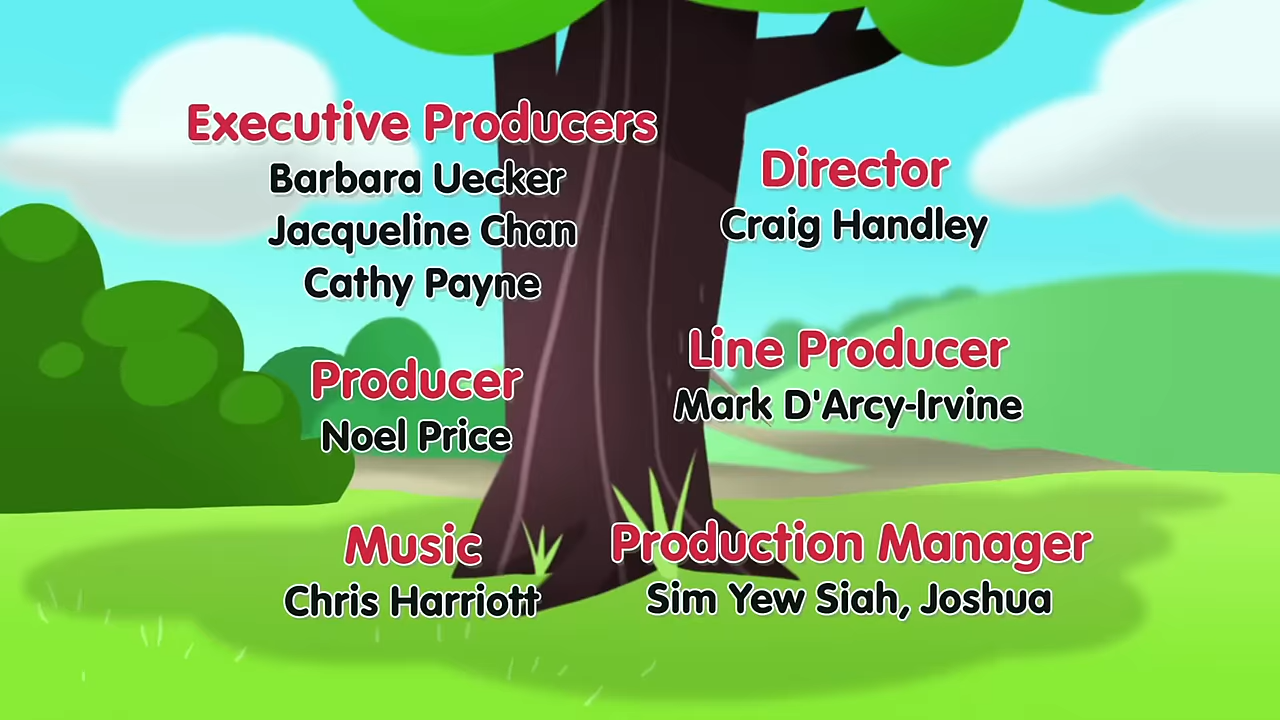 Executive Producers
Barbara Uecker
Jacqueline Chan
Cathy Payne
Producer
Noel Price
Music
Chris Harriott
Director
Craig Handley
Line Producer
Mark D'Arcy-Irvine
Production Manager
Sim Yew Siah, Joshua